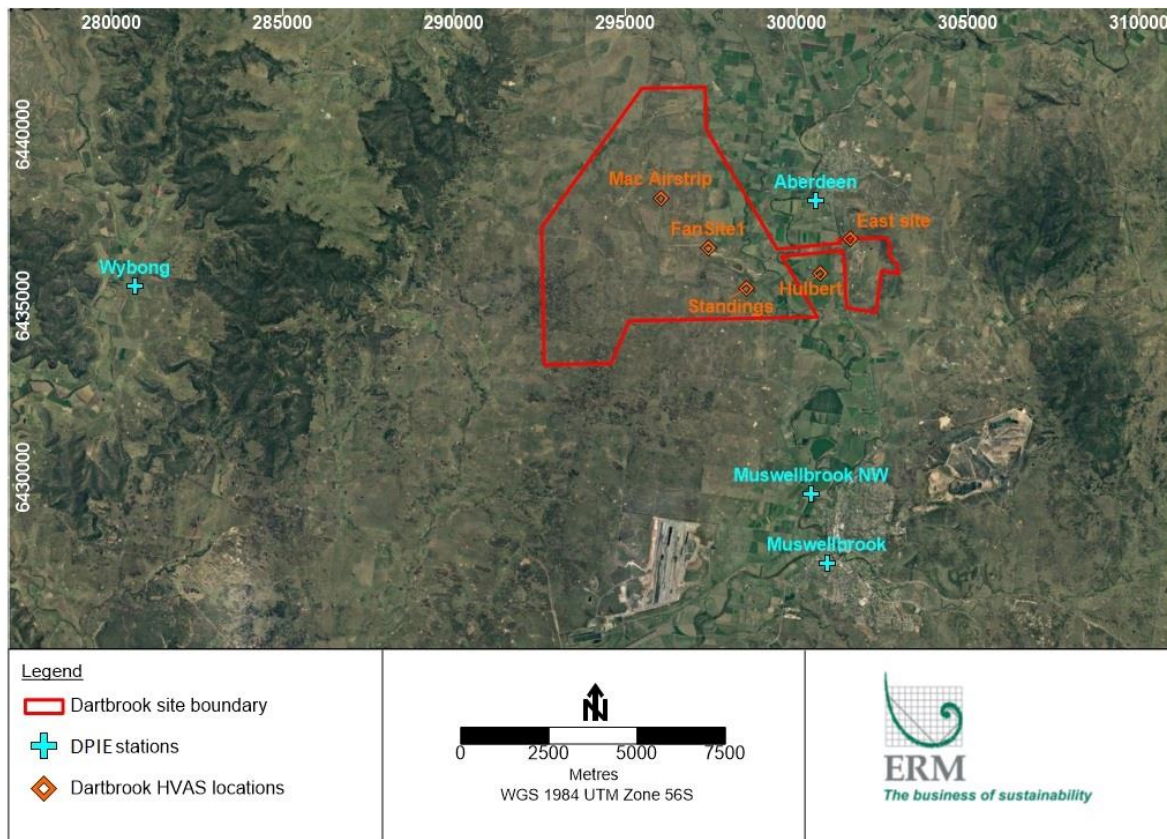 280000 285000 290000 295000 300000 305000 310000
6440000
6435000
6430000
Mac Airstrip
Aberdeen
FanSite1
East site
Wybong
Hulbert
Standings
Muswellbrook NW
Muswellbrook
Legend
Dartbrook site boundary
DPIE stations
Dartbrook HVAS locations
N
0 2500 5000 7500
Metres
WGS 1984 UTM Zone 56S
ERM
The business of sustainability